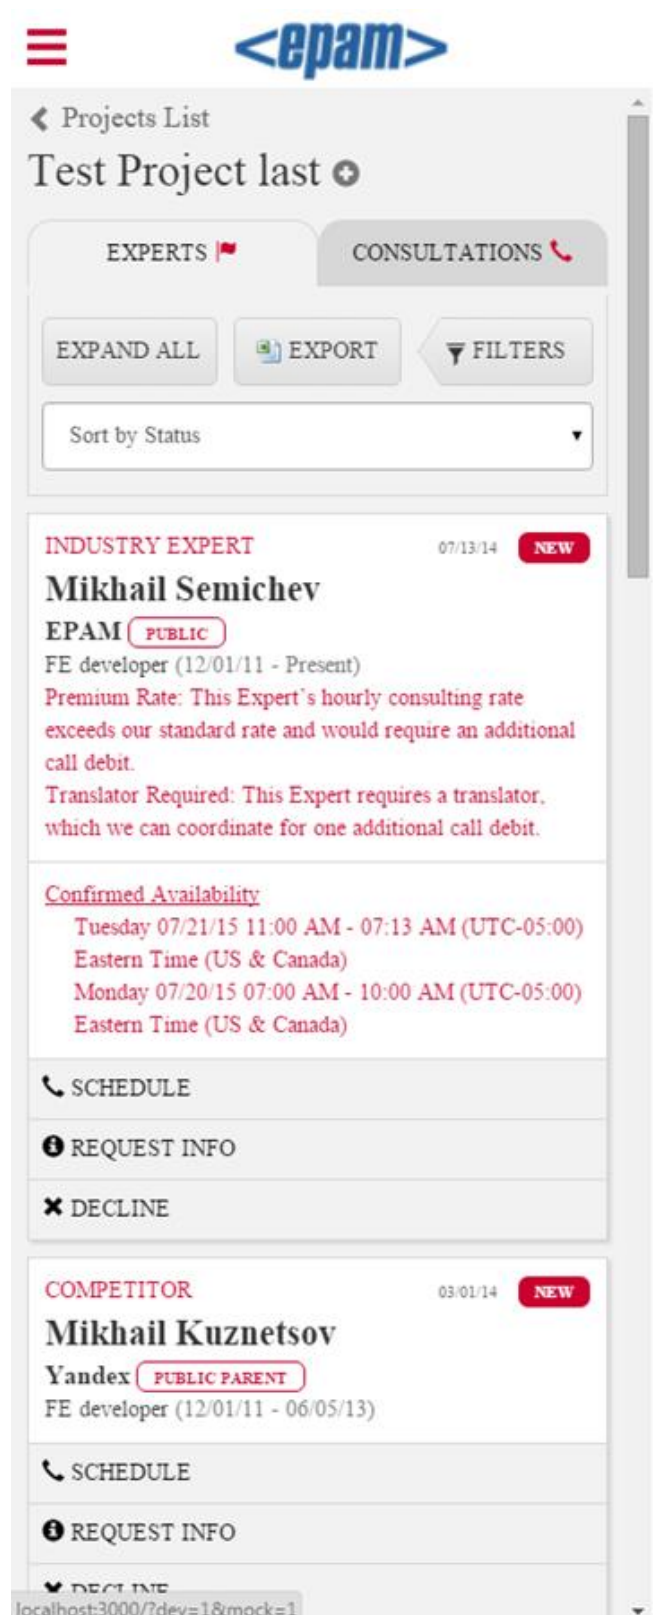 <epam>
Projects List
Test Project last
EXPERTS
CONSULTATIONS
EXPAND ALL
EXPORT
FILTERS
Sort by Status
INDUSTRY EXPERT
07/13/14
NEW
Mikhail Semichev
EPAM PUBLIC
FE developer (12/01/11 - Present)
Premium Rate: This Expert`s hourly consulting rate
exceeds our standard rate and would require an additional
call debit.
Translator Required: This Expert requires a translator,
which we can coordinate for one additional call debit.
Confirmed Availability
Tuesday 07/21/15 11:00 AM - 07:13 AM (UTC-05:00)
Eastern Time (US & Canada)
Monday 07/20/15 07:00 AM - 10:00 AM (UTC-05:00)
Eastern Time (US & Canada)
SCHEDULE
REQUEST INFO
DECLINE
COMPETITOR
03/01/14
NEW
Mikhail Kuznetsov
Yandex PUBLIC PARENT
FE developer (12/01/11 - 06/05/13)
SCHEDULE
REQUEST INFO
DECLINE
localhost:3000/?dev=1&mock=1